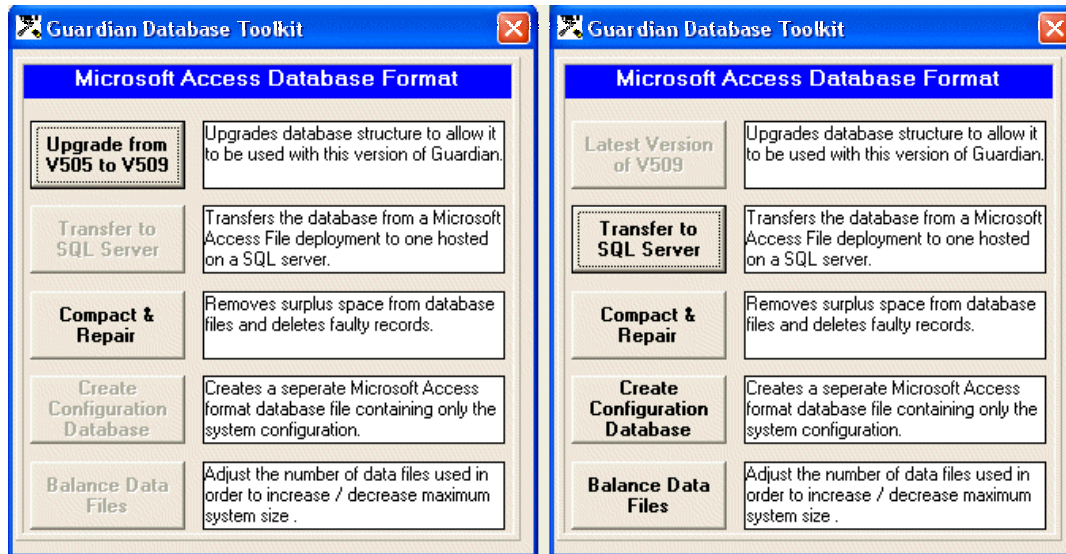 Guardian Database Toolkit
Microsoft Access Database Format
Upgrade from
V505 to V509
Upgrades database structure to allow it
to be used with this version of Guardian.
Transfer to
SQL Server
Transfers the database from a Microsoft
Access File deployment to one hosted
on a SQL server.
Compact &
Repair
Removes surplus space from database
files and deletes faulty records.
Create
Configuration
Database
Creates a seperate Microsoft Access
format database file containing only the
system configuration.
Balance Data
Files
Adjust the number of data files used in
order to increase / decrease maximum
system size .
Guardian Database Toolkit
Microsoft Access Database Format
Latest Version
of V509
Upgrades database structure to allow it
to be used with this version of Guardian.
Transfer to
SQL Server
Transfers the database from a Microsoft
Access File deployment to one hosted
on a SQL server.
Compact &
Repair
Removes surplus space from database
files and deletes faulty records.
Create
Configuration
Database
Creates a seperate Microsoft Access
format database file containing only the
system configuration.
Balance Data
Files
Adjust the number of data files used in
order to increase / decrease maximum
system size .